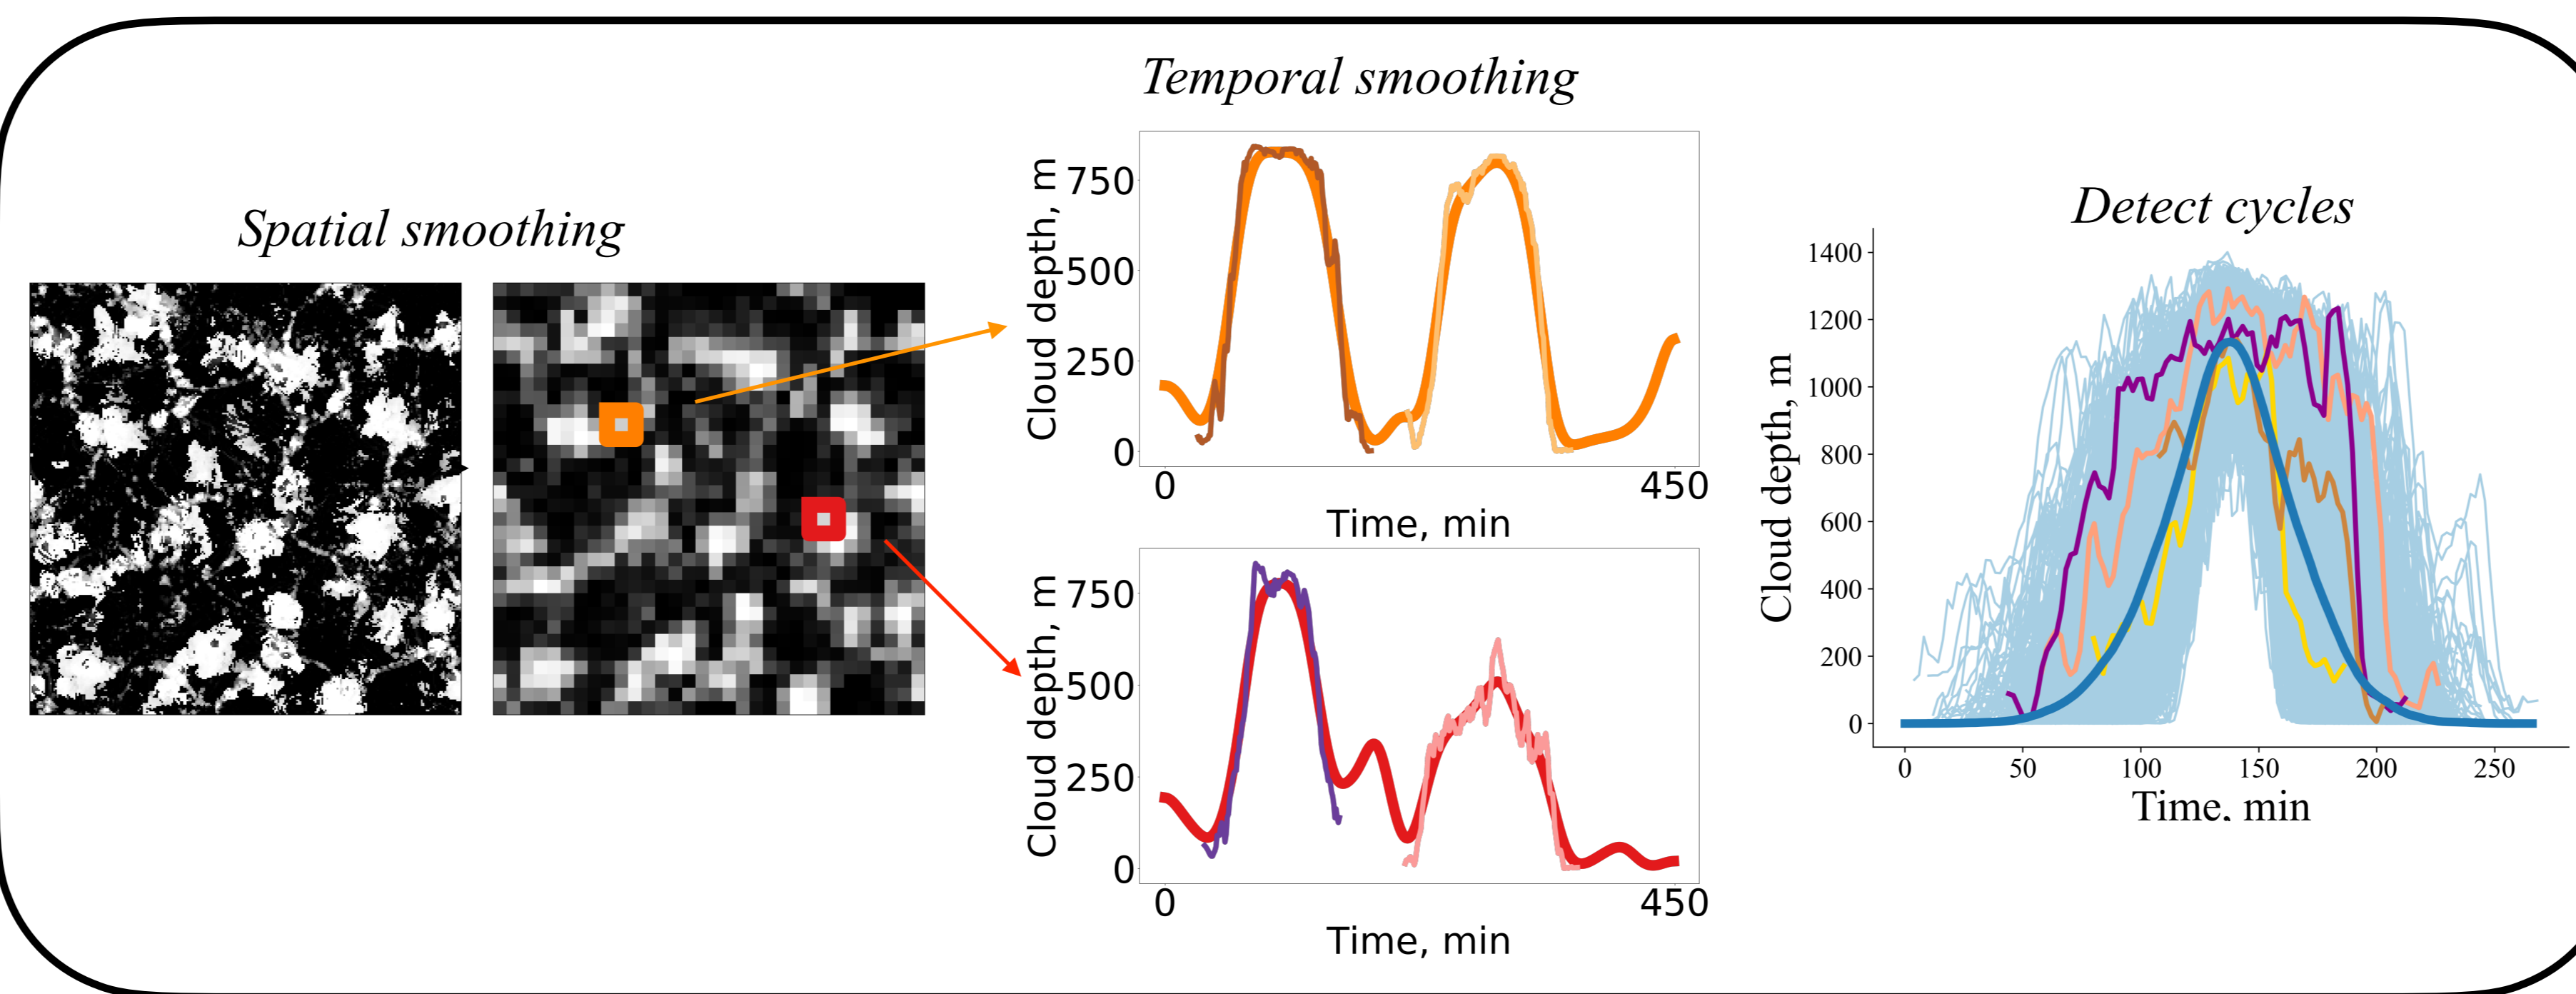 Spatial smoothing
Temporal smoothing
Cloud depth, m
750
500
250
0
0 450
Time, min
Cloud depth, m
750
500
250
0
0 450
Time, min
Detect cycles
Cloud depth, m
1400
1200
1000
800
600
400
200
0
0 50 100 150 200 250
Time, min